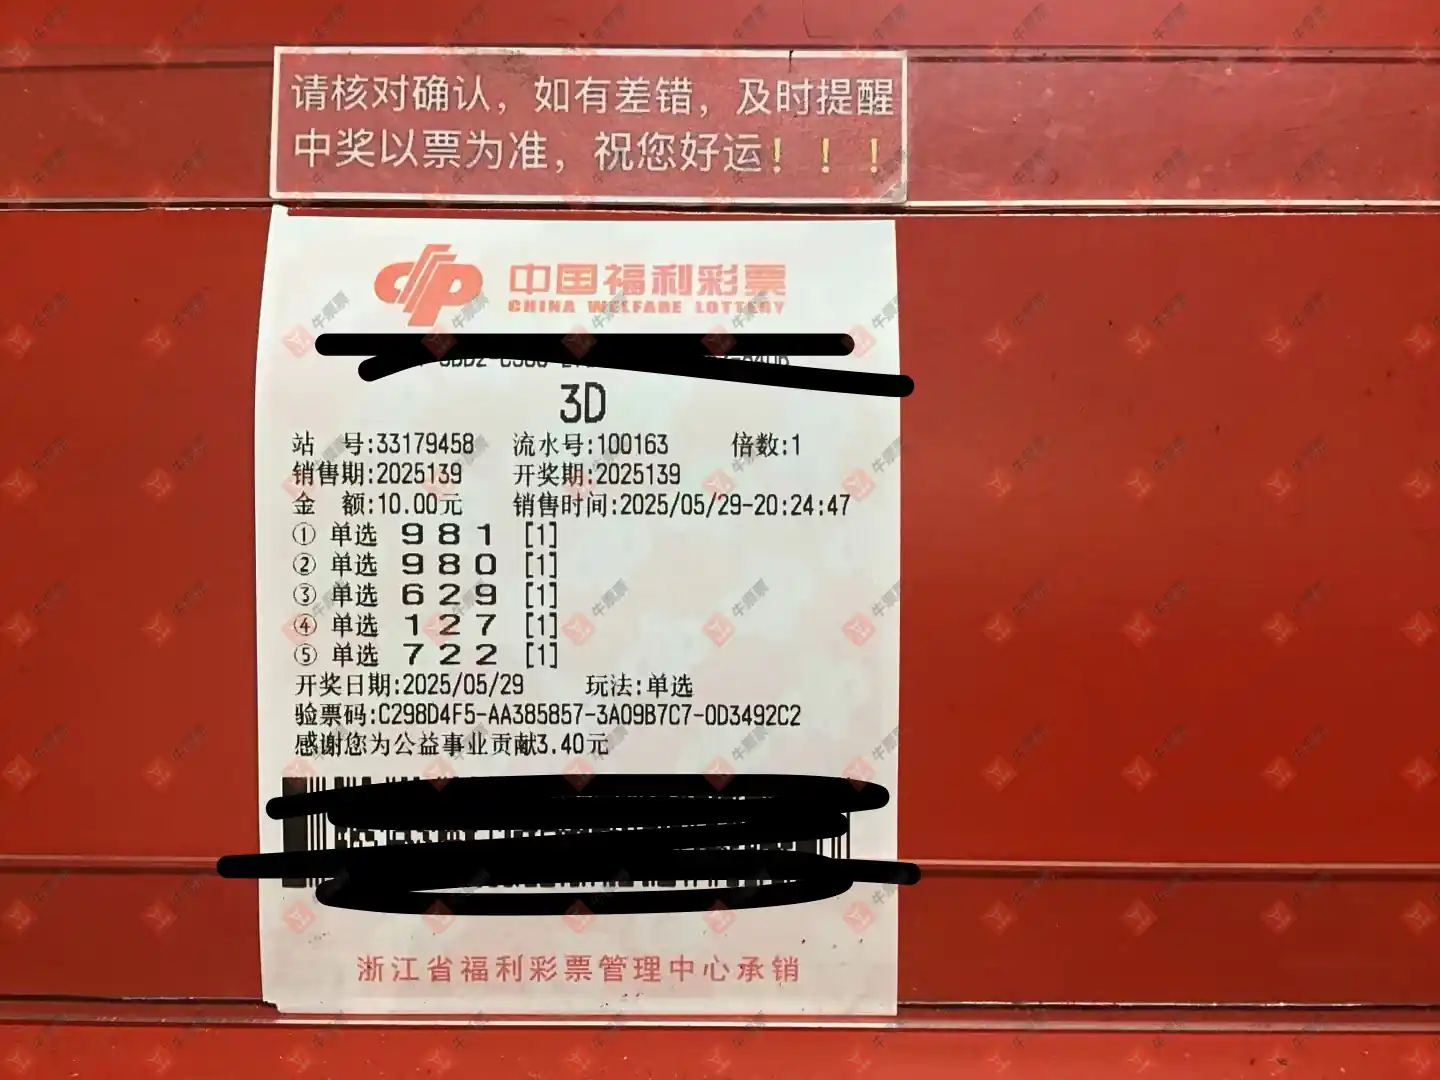 请核对确认，如有差错，及时提醒
中奖以票为准，祝您好运！！！
中国福利彩票
CHINA WELFARE LOTTERY
3D
站 号:33179458 流水号:100163 倍数:1
销售期:2025139 开奖期:2025139
金 额:10.00元 销售时间:2025/05/29-20:24:47
① 单选 9 8 1 [1]
② 单选 9 8 0 [1]
③ 单选 6 2 9 [1]
④ 单选 1 2 7 [1]
⑤ 单选 7 2 2 [1]
开奖日期:2025/05/29 玩法:单选
验票码:C298D4F5-AA385857-3A09B7C7-0D3492C2
感谢您为公益事业贡献3.40元
浙江省福利彩票管理中心承销